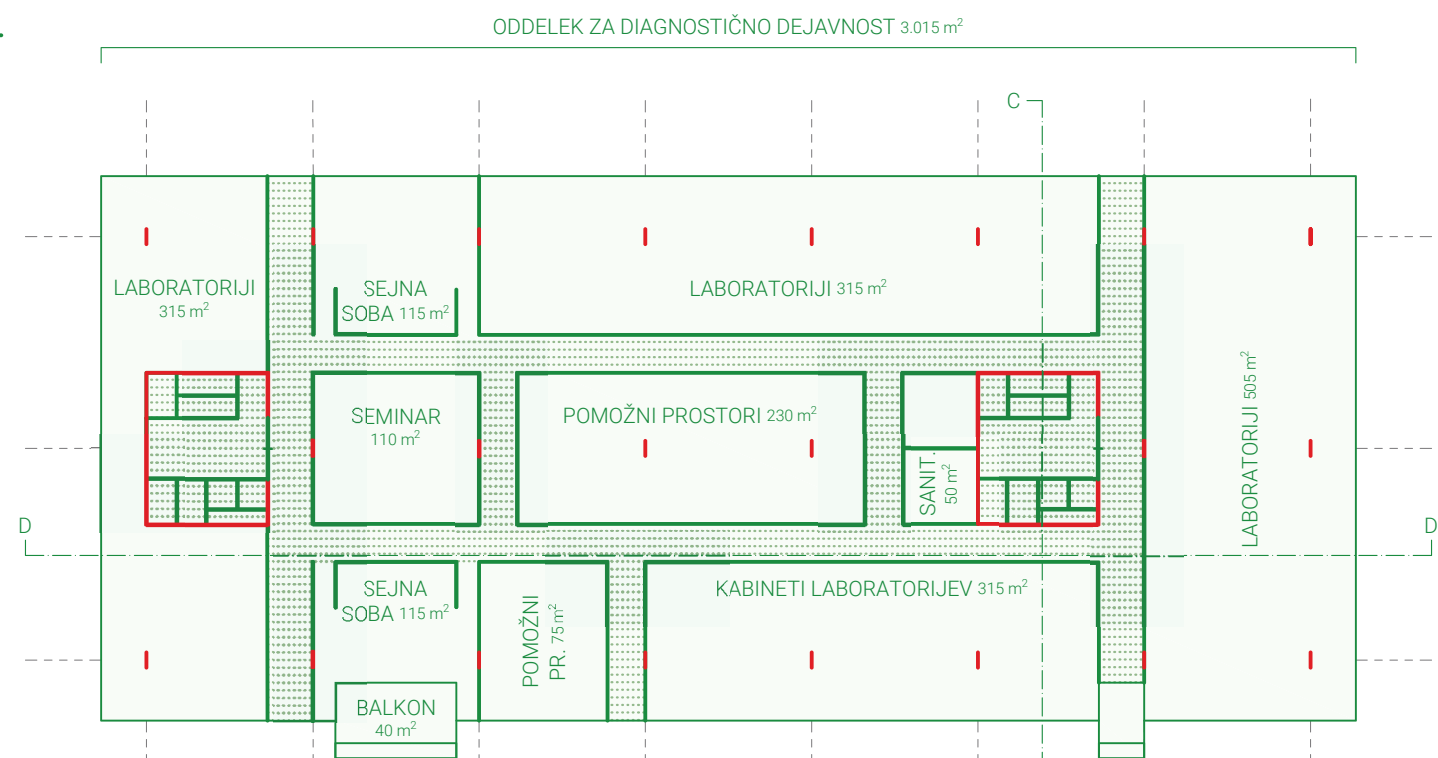 ODDELEK ZA DIAGNOSTIČNO DEJAVNOST 3.015 m²
C
LABORATORIJI
315 m²
SEJNA
SOBA 115 m²
LABORATORIJI 315 m²
LABORATORIJI 505 m²
SEMINAR
110 m²
POMOŽNI PROSTORI 230 m²
SANIT.
50 m²
D
D
SEJNA
SOBA 115 m²
POMOŽNI
PR. 75 m²
KABINETI LABORATORIJEV 315 m²
BALKON
40 m²